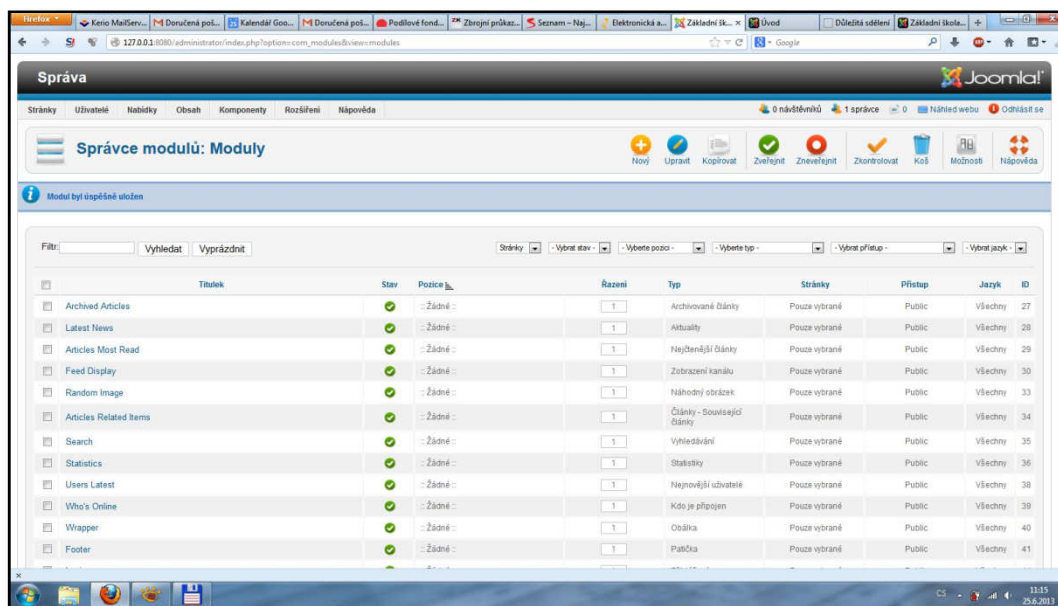 Firefox
Kerio MailServ... Doručená poš... Kalendář Goo... Doručená poš... Podílové fond... Zbrojní průkaz... Seznam – Naj... Elektronická a... Základní šk... × Úvod Důležitá sdělení Základní škola... +
127.0.0.1:8080/administrator/index.php?option=com_modules&view=modules Google
Správa Joomla!
Stránky Uživatelé Nabídky Obsah Komponenty Rozšíření Nápověda 0 návštěvníků 1 správce 0 Náhled webu Odhlásit se
Správce modulů: Moduly
Nový Upravit Kopírovat Zveřejnit Zneveřejnit Zkontrolovat Koš Možnosti Nápověda
Modul byl úspěšně uložen
Filtr: Vyhledat Vyprázdnit Stránky - Vybrat stav - - Vyberte pozici - - Vyberte typ - - Vybrat přístup - - Vybrat jazyk -
Titulek Stav Pozice Řazení Typ Stránky Přístup Jazyk ID
Archived Articles :: Žádné :: 1 Archivované články Pouze vybrané Public Všechny 27
Latest News :: Žádné :: 1 Aktuality Pouze vybrané Public Všechny 28
Articles Most Read :: Žádné :: 1 Nejčtenější články Pouze vybrané Public Všechny 29
Feed Display :: Žádné :: 1 Zobrazení kanálu Pouze vybrané Public Všechny 30
Random Image :: Žádné :: 1 Náhodný obrázek Pouze vybrané Public Všechny 33
Articles Related Items :: Žádné :: 1 Články - Související články Pouze vybrané Public Všechny 34
Search :: Žádné :: 1 Vyhledávání Pouze vybrané Public Všechny 35
Statistics :: Žádné :: 1 Statistiky Pouze vybrané Public Všechny 36
Users Latest :: Žádné :: 1 Nejnovější uživatelé Pouze vybrané Public Všechny 38
Who's Online :: Žádné :: 1 Kdo je připojen Pouze vybrané Public Všechny 39
Wrapper :: Žádné :: 1 Obálka Pouze vybrané Public Všechny 40
Footer :: Žádné :: 1 Patička Pouze vybrané Public Všechny 41
×
CS 11:15
25.6.2013